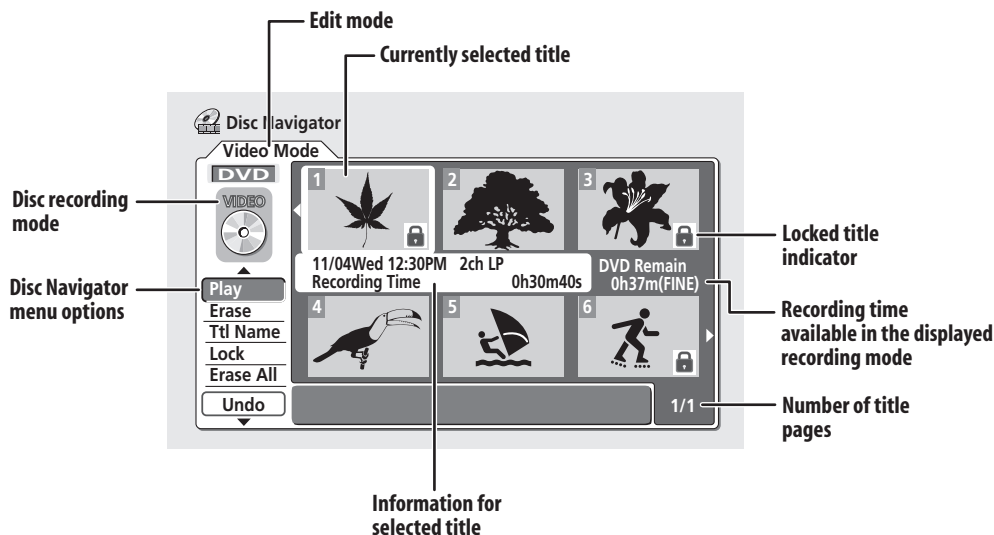 Edit mode
Currently selected title
Disc Navigator
Video Mode
DVD
VIDEO
Disc recording
mode
1
2
3
Locked title
indicator
11/04Wed 12:30PM 2ch LP
Recording Time 0h30m40s
DVD Remain
0h37m(FINE)
Disc Navigator
menu options
Play
Erase
Ttl Name
Lock
Erase All
Undo
4
5
6
Recording time
available in the displayed
recording mode
1/1
Number of title
pages
Information for
selected title